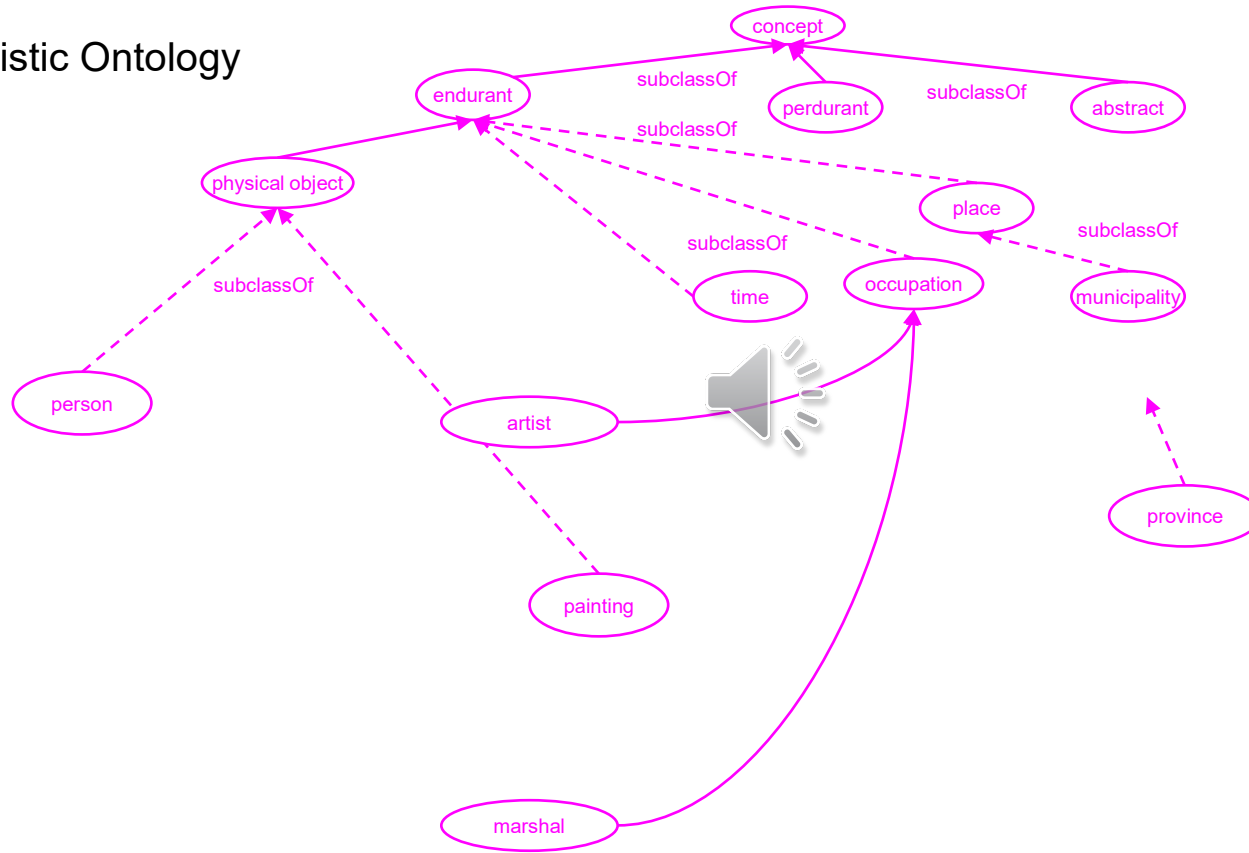 istic Ontology
concept
subclassOf
endurant
perdurant
subclassOf
abstract
subclassOf
physical object
place
subclassOf
subclassOf
subclassOf
time
occupation
municipality
person
artist
province
painting
marshal